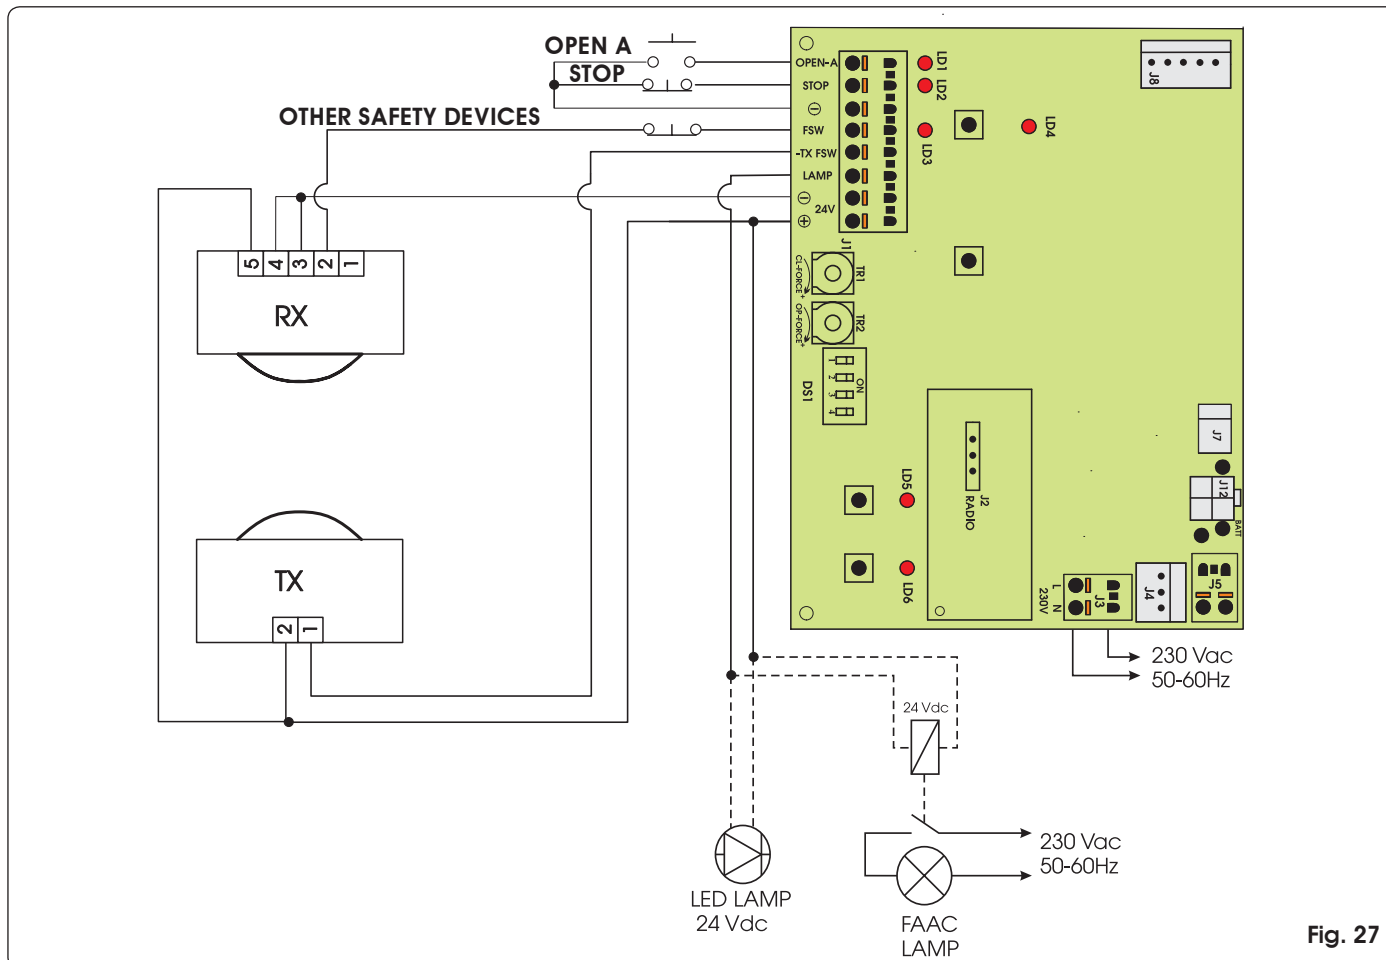 OPEN A
STOP
OTHER SAFETY DEVICES
OPEN-A
STOP
⊖
FSW
-TX FSW
LAMP
⊖
24V
⊕
LD1
LD2
LD3
LD4
J8
J1
CL-FORCE +
TR1
OP-FORCE +
TR2
1
2
3
4
ON
DS1
5 4 3 2 1
RX
TX
2 1
LD5
LD6
J2
RADIO
J7
J12
BATT
J5
J4
J3
L
N
230V
230 Vac
50-60Hz
24 Vdc
LED LAMP
24 Vdc
230 Vac
50-60Hz
FAAC
LAMP
Fig. 27